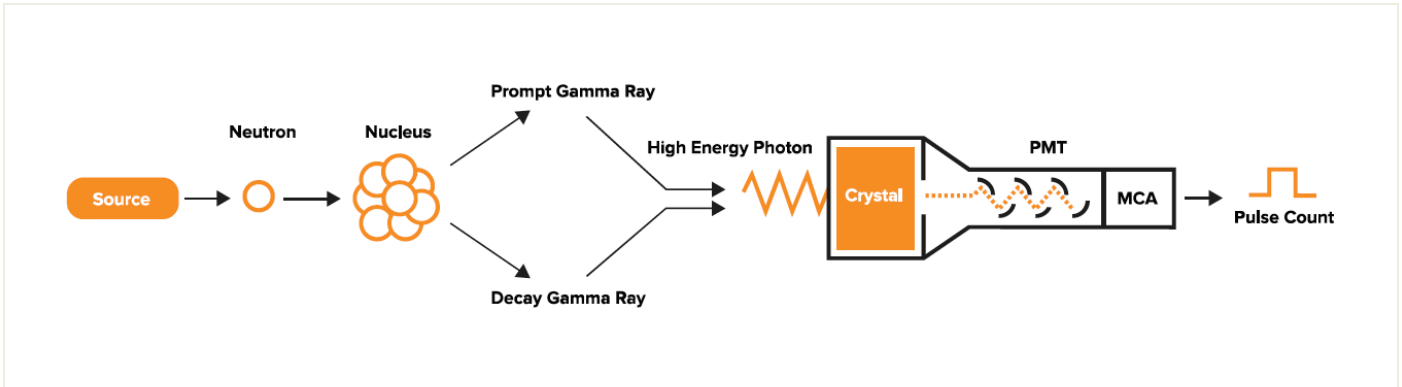 Source
Neutron
Nucleus
Prompt Gamma Ray
Decay Gamma Ray
High Energy Photon
Crystal
PMT
MCA
Pulse Count